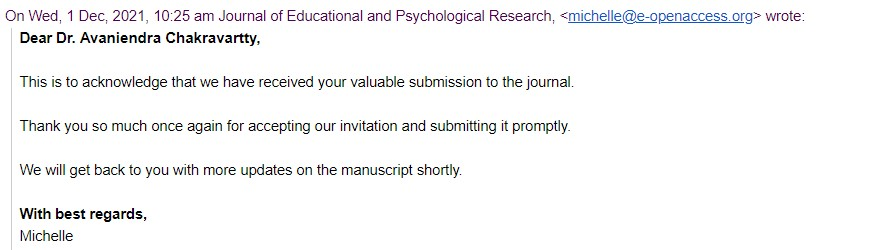 On Wed, 1 Dec, 2021, 10:25 am Journal of Educational and Psychological Research, <michelle@e-openaccess.org> wrote:
Dear Dr. Avaniendra Chakravartty,
This is to acknowledge that we have received your valuable submission to the journal.
Thank you so much once again for accepting our invitation and submitting it promptly.
We will get back to you with more updates on the manuscript shortly.
With best regards,
Michelle